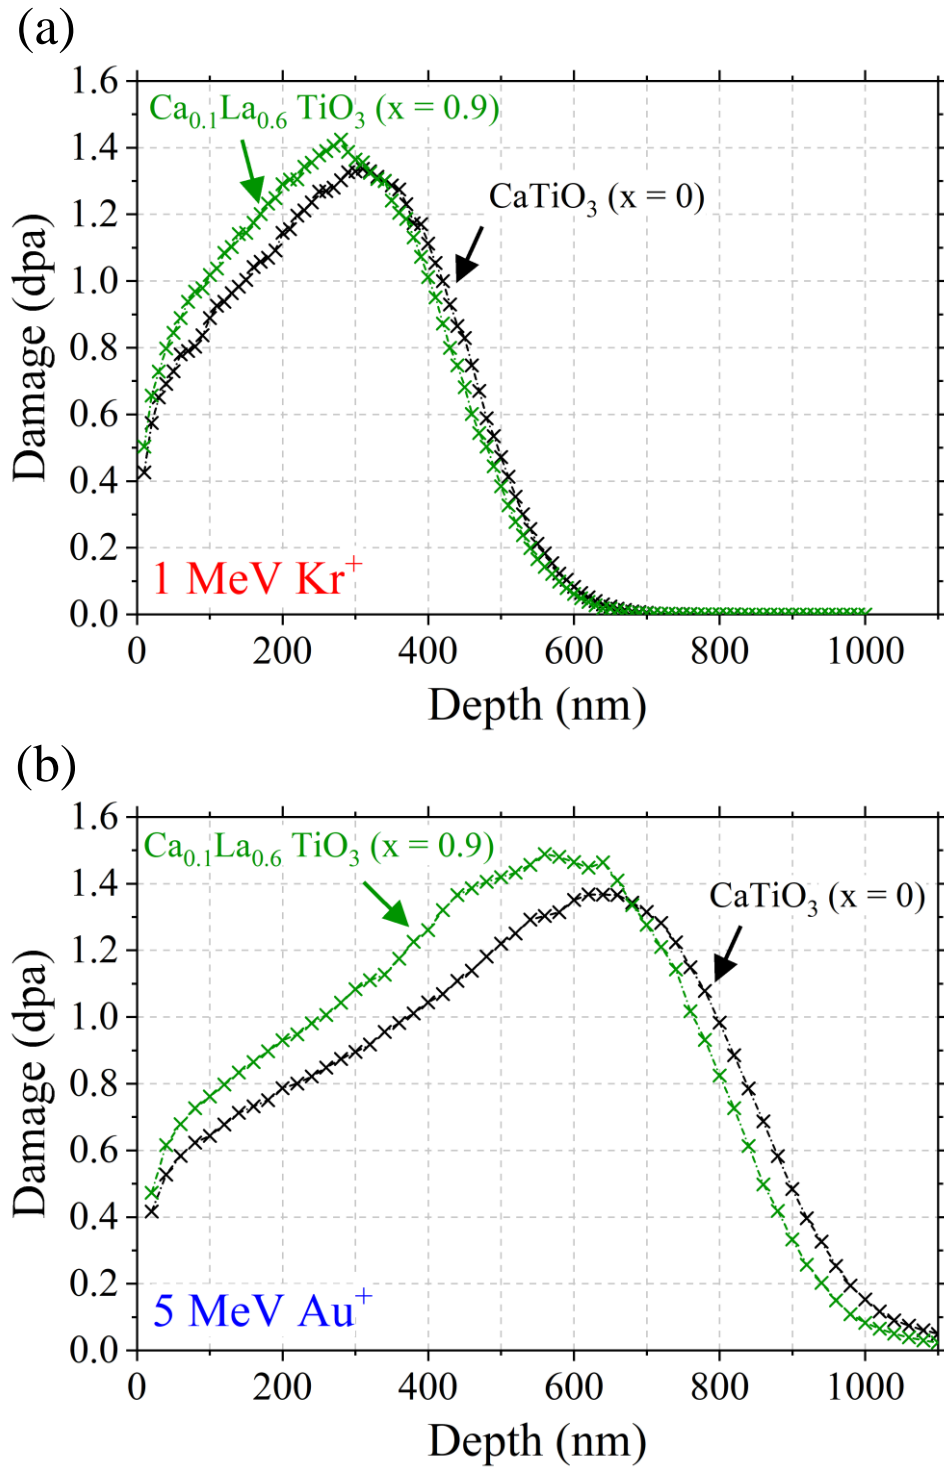 (a)
1.6
Ca0.1La0.6 TiO3 (x = 0.9)
1.4
CaTiO3 (x = 0)
1.2
1.0
0.8
0.6
0.4
0.2
1 MeV Kr+
0.0
0 200 400 600 800 1000
Damage (dpa)
Depth (nm)
(b)
1.6
Ca0.1La0.6 TiO3 (x = 0.9)
1.4
CaTiO3 (x = 0)
1.2
1.0
0.8
0.6
0.4
0.2
5 MeV Au+
0.0
0 200 400 600 800 1000
Damage (dpa)
Depth (nm)